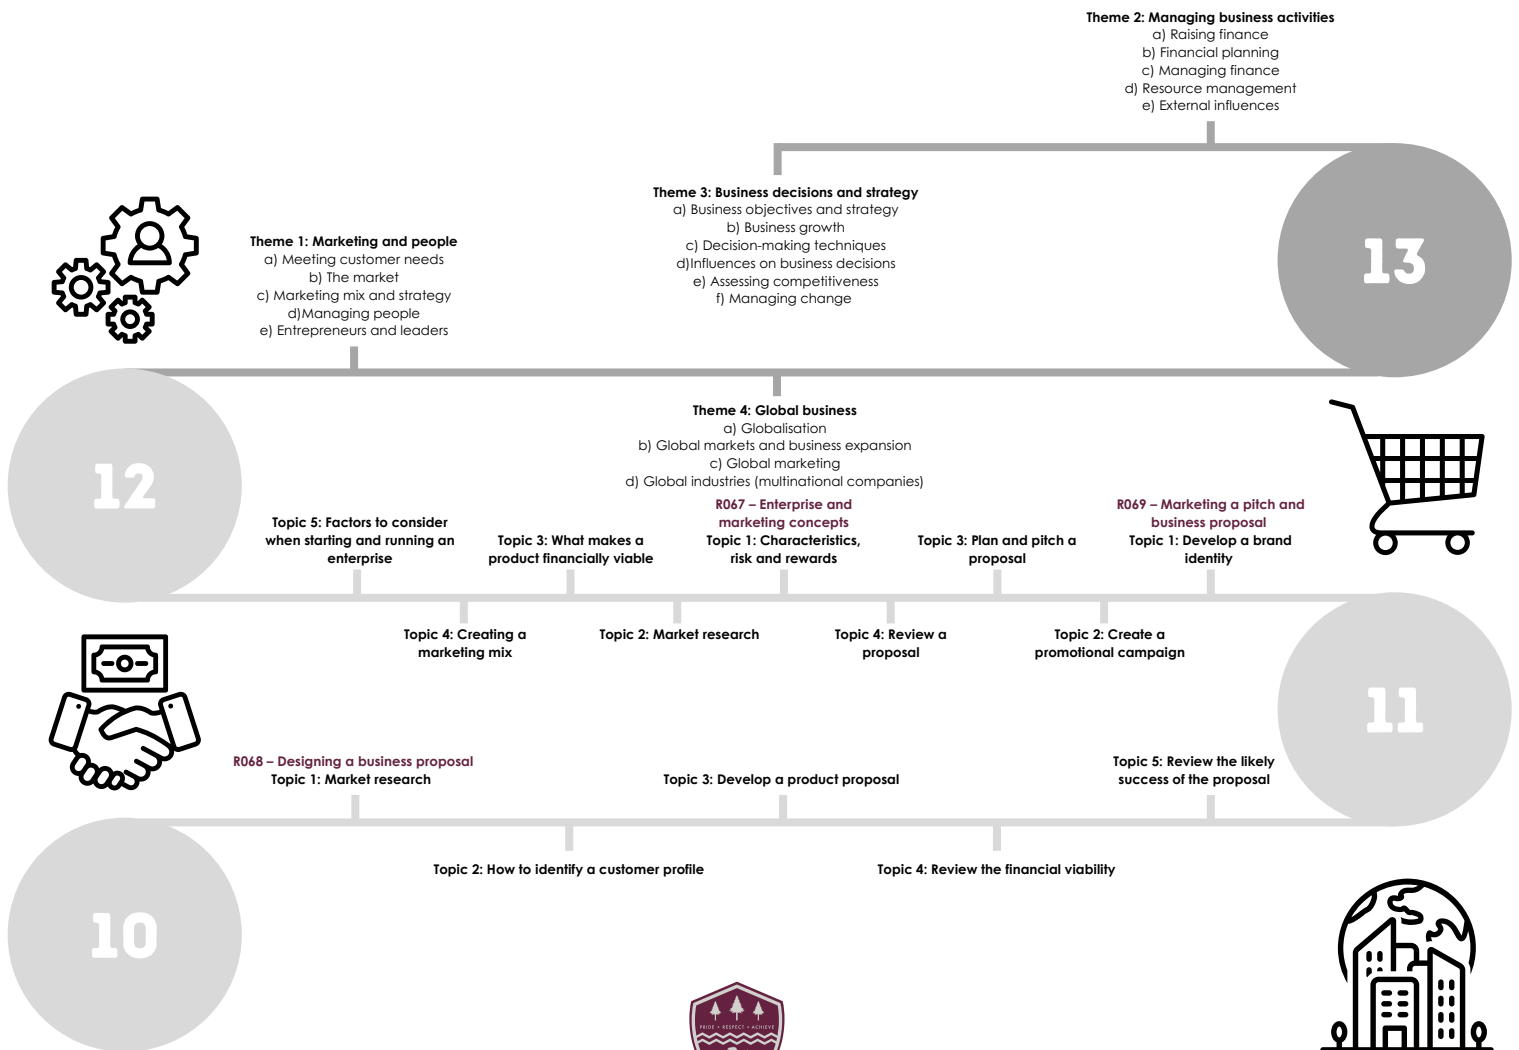 Theme 2: Managing business activities
a) Raising finance
b) Financial planning
c) Managing finance
d) Resource management
e) External influences
Theme 3: Business decisions and strategy
a) Business objectives and strategy
b) Business growth
c) Decision-making techniques
d)Influences on business decisions
e) Assessing competitiveness
f) Managing change
13
Theme 1: Marketing and people
a) Meeting customer needs
b) The market
c) Marketing mix and strategy
d)Managing people
e) Entrepreneurs and leaders
12
Theme 4: Global business
a) Globalisation
b) Global markets and business expansion
c) Global marketing
d) Global industries (multinational companies)
Topic 5: Factors to consider
when starting and running an
enterprise
Topic 3: What makes a
product financially viable
R067 – Enterprise and
marketing concepts
Topic 1: Characteristics,
risk and rewards
Topic 3: Plan and pitch a
proposal
R069 – Marketing a pitch and
business proposal
Topic 1: Develop a brand
identity
Topic 4: Creating a
marketing mix
Topic 2: Market research
Topic 4: Review a
proposal
Topic 2: Create a
promotional campaign
11
R068 – Designing a business proposal
Topic 1: Market research
Topic 3: Develop a product proposal
Topic 5: Review the likely
success of the proposal
Topic 2: How to identify a customer profile
Topic 4: Review the financial viability
10
PRIDE • RESPECT • ACHIEVE